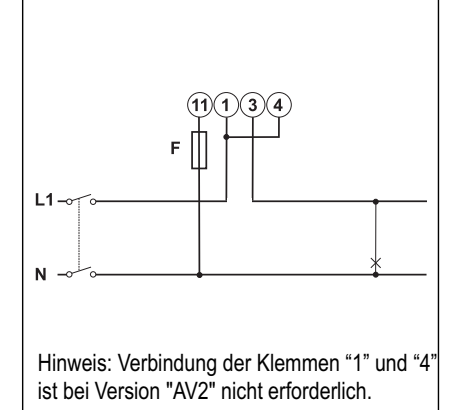 11 1 3 4
F
L1
N
Hinweis: Verbindung der Klemmen “1” und “4”
ist bei Version "AV2" nicht erforderlich.